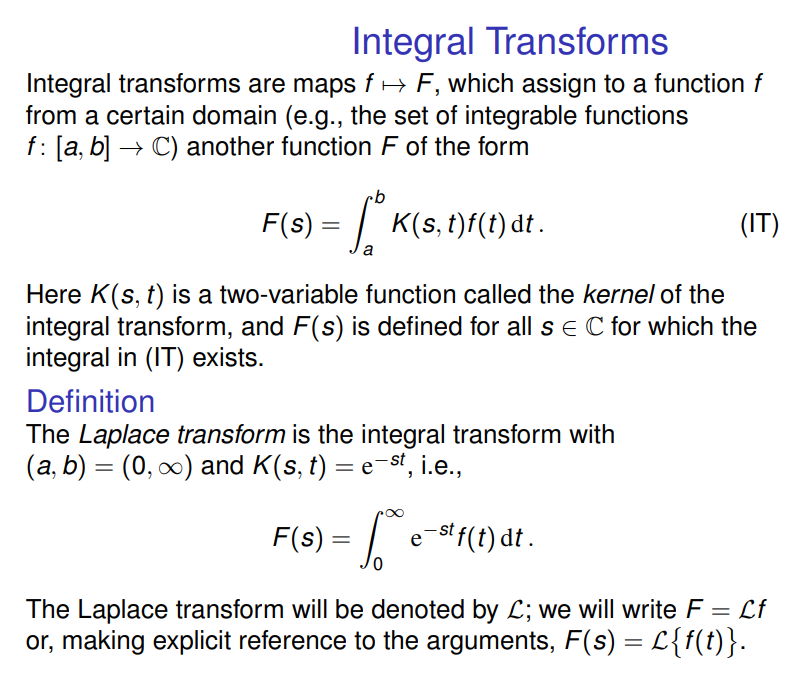 Integral Transforms
Integral transforms are maps f ↦ F, which assign to a function f
from a certain domain (e.g., the set of integrable functions
f: [a, b] → ℂ) another function F of the form
F(s) = ∫_a^b K(s, t)f(t) dt . (IT)
Here K(s, t) is a two-variable function called the kernel of the
integral transform, and F(s) is defined for all s ∈ ℂ for which the
integral in (IT) exists.
Definition
The Laplace transform is the integral transform with
(a, b) = (0, ∞) and K(s, t) = e^{−st}, i.e.,
F(s) = ∫_0^∞ e^{−st} f(t) dt .
The Laplace transform will be denoted by ℒ; we will write F = ℒf
or, making explicit reference to the arguments, F(s) = ℒ{f(t)}.